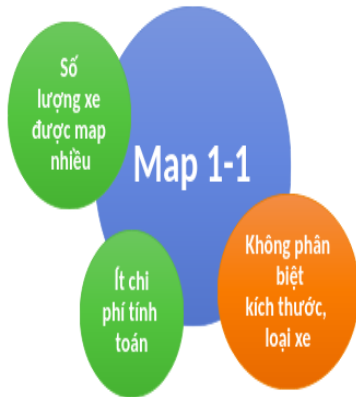 Số
lượng xe
được map
nhiều
Map 1-1
Ít chi
phí tính
toán
Không phân
biệt
kích thước,
loại xe